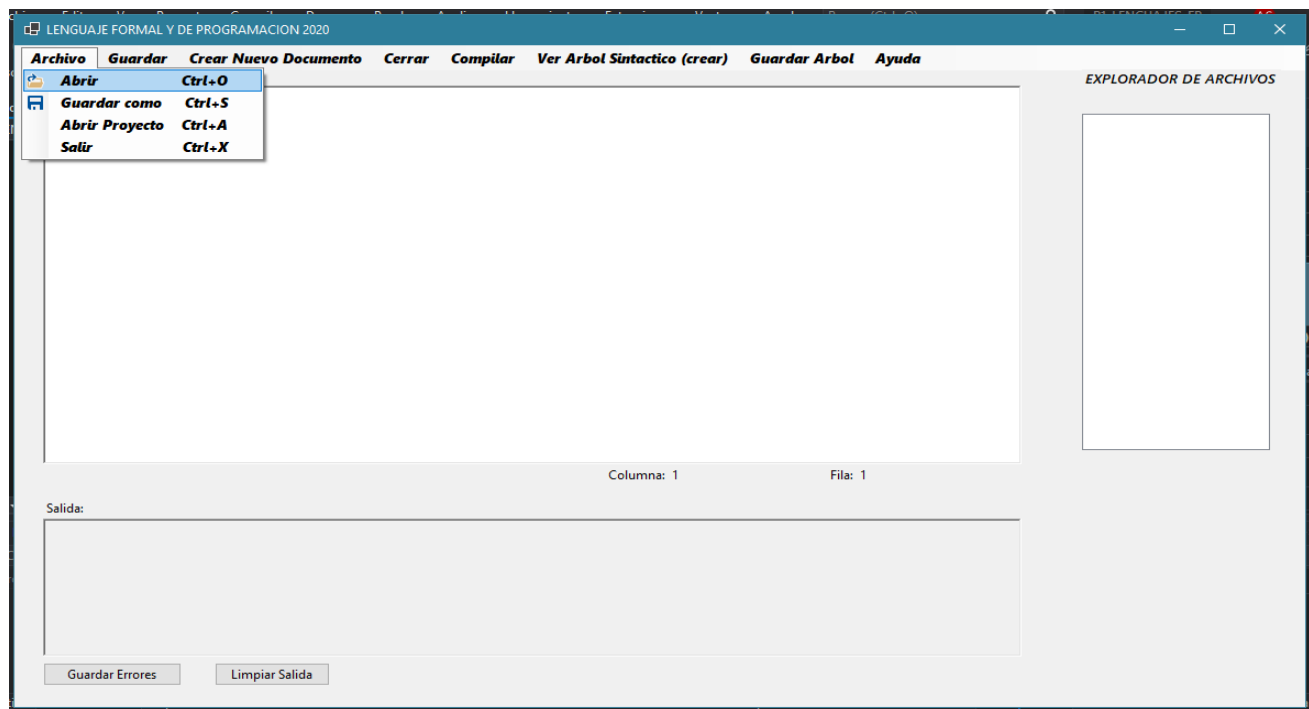 LENGUAJE FORMAL Y DE PROGRAMACION 2020
Archivo Guardar Crear Nuevo Documento Cerrar Compilar Ver Arbol Sintactico (crear) Guardar Arbol Ayuda
Abrir Ctrl+O
Guardar como Ctrl+S
Abrir Proyecto Ctrl+A
Salir Ctrl+X
EXPLORADOR DE ARCHIVOS
Columna: 1 Fila: 1
Salida:
Guardar Errores Limpiar Salida